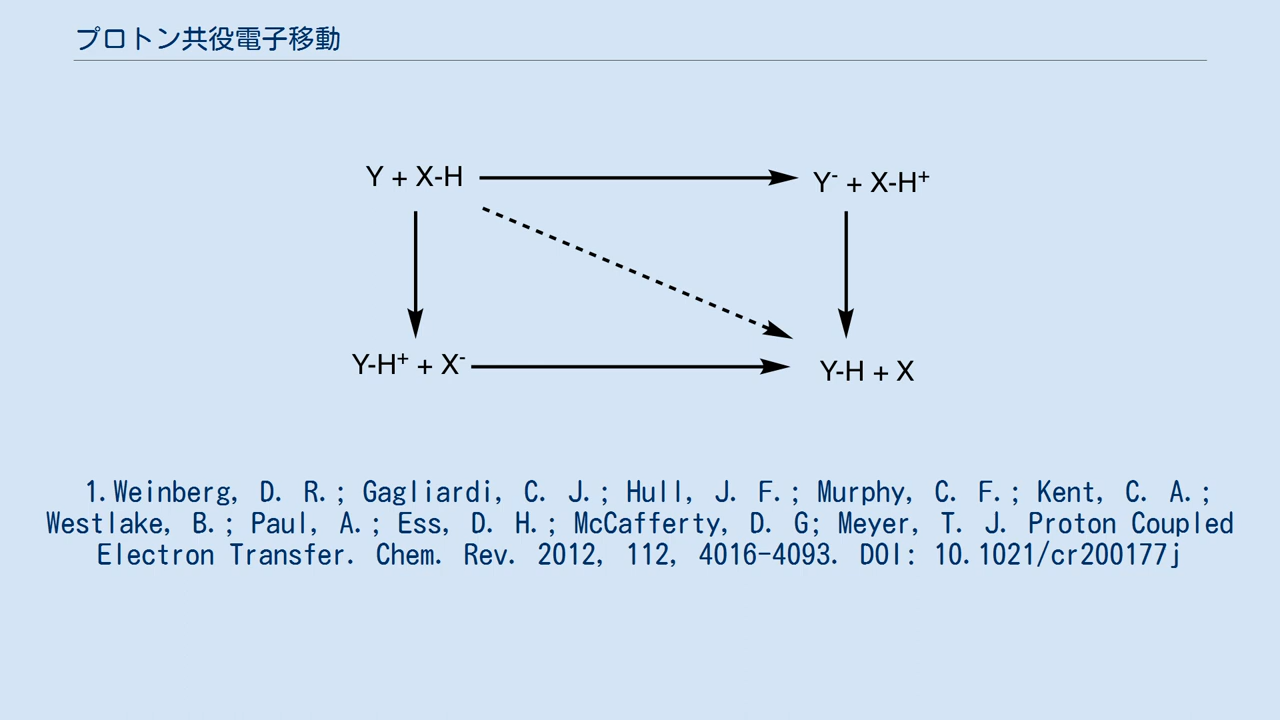 プロトン共役電子移動
Y + X-H
Y⁻ + X-H⁺
Y-H⁺ + X⁻
Y-H + X
1.Weinberg, D. R.; Gagliardi, C. J.; Hull, J. F.; Murphy, C. F.; Kent, C. A.;
Westlake, B.; Paul, A.; Ess, D. H.; McCafferty, D. G; Meyer, T. J. Proton Coupled
Electron Transfer. Chem. Rev. 2012, 112, 4016-4093. DOI: 10.1021/cr200177j